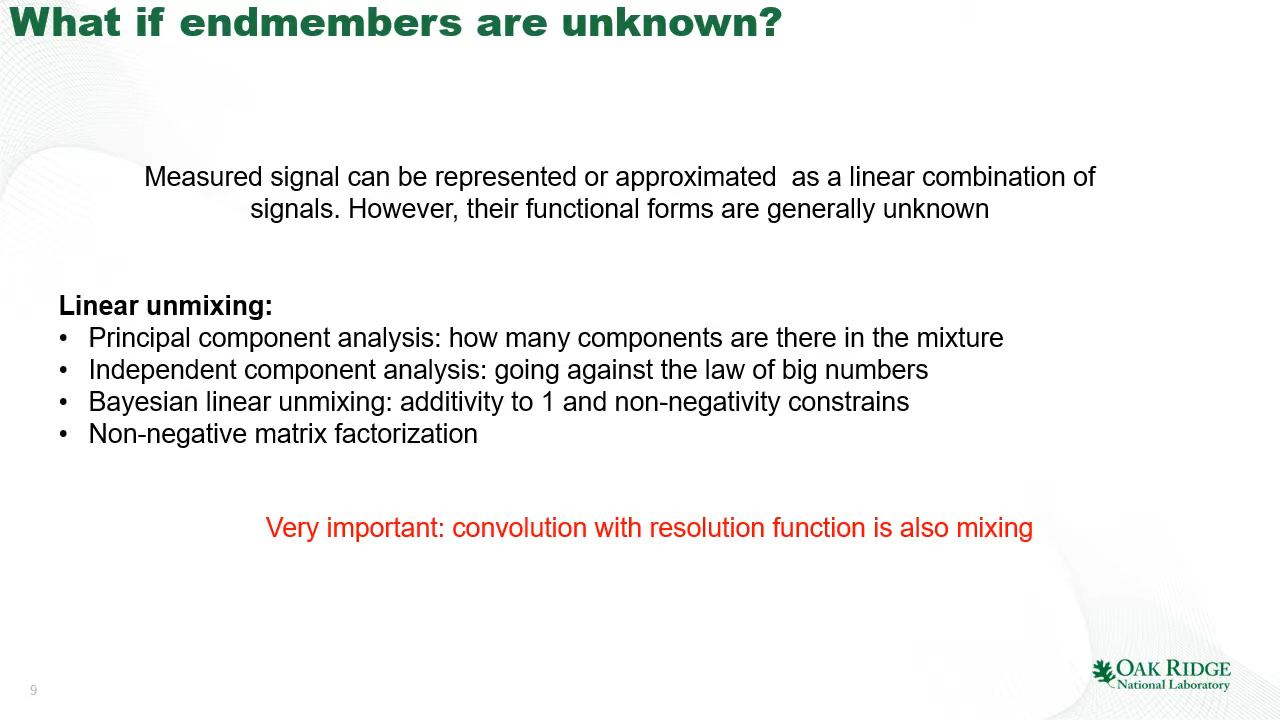 What if endmembers are unknown?
Measured signal can be represented or approximated  as a linear combination of
signals. However, their functional forms are generally unknown
Linear unmixing:
• Principal component analysis: how many components are there in the mixture
• Independent component analysis: going against the law of big numbers
• Bayesian linear unmixing: additivity to 1 and non-negativity constrains
• Non-negative matrix factorization
Very important: convolution with resolution function is also mixing
9
OAK RIDGE
National Laboratory